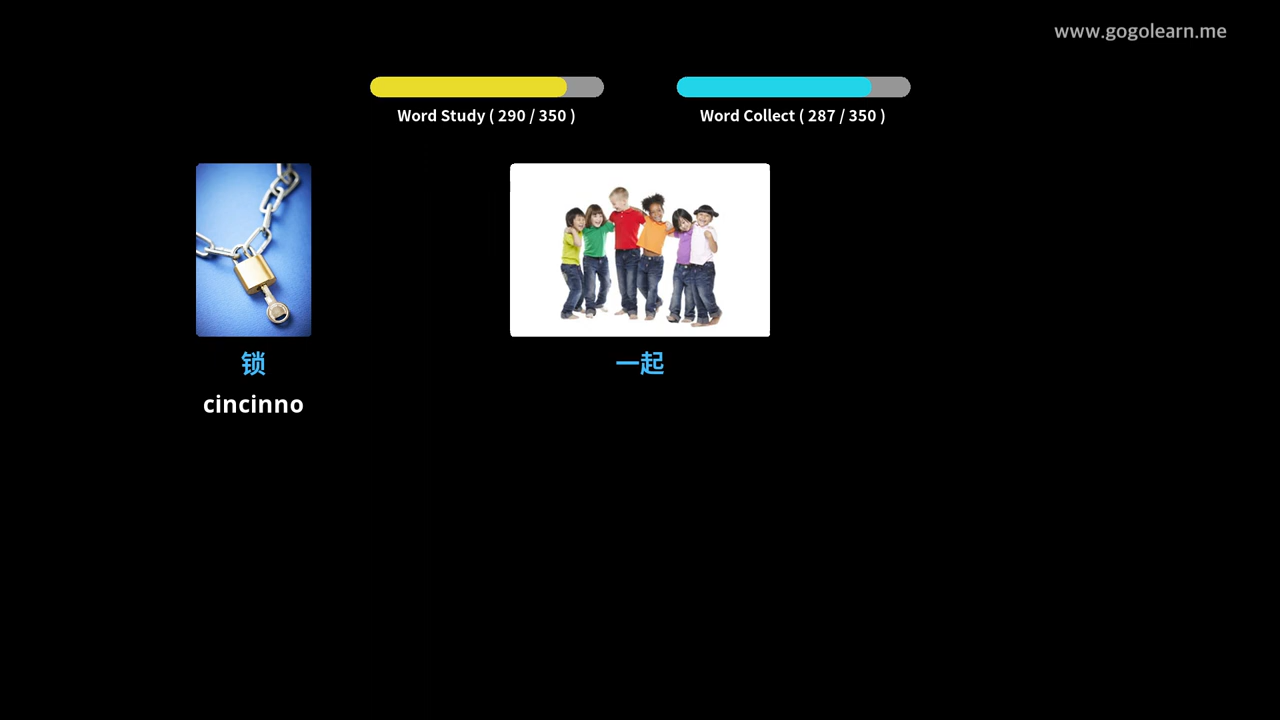 www.gogolearn.me
Word Study ( 290 / 350 )
Word Collect ( 287 / 350 )
锁
一起
cincinno